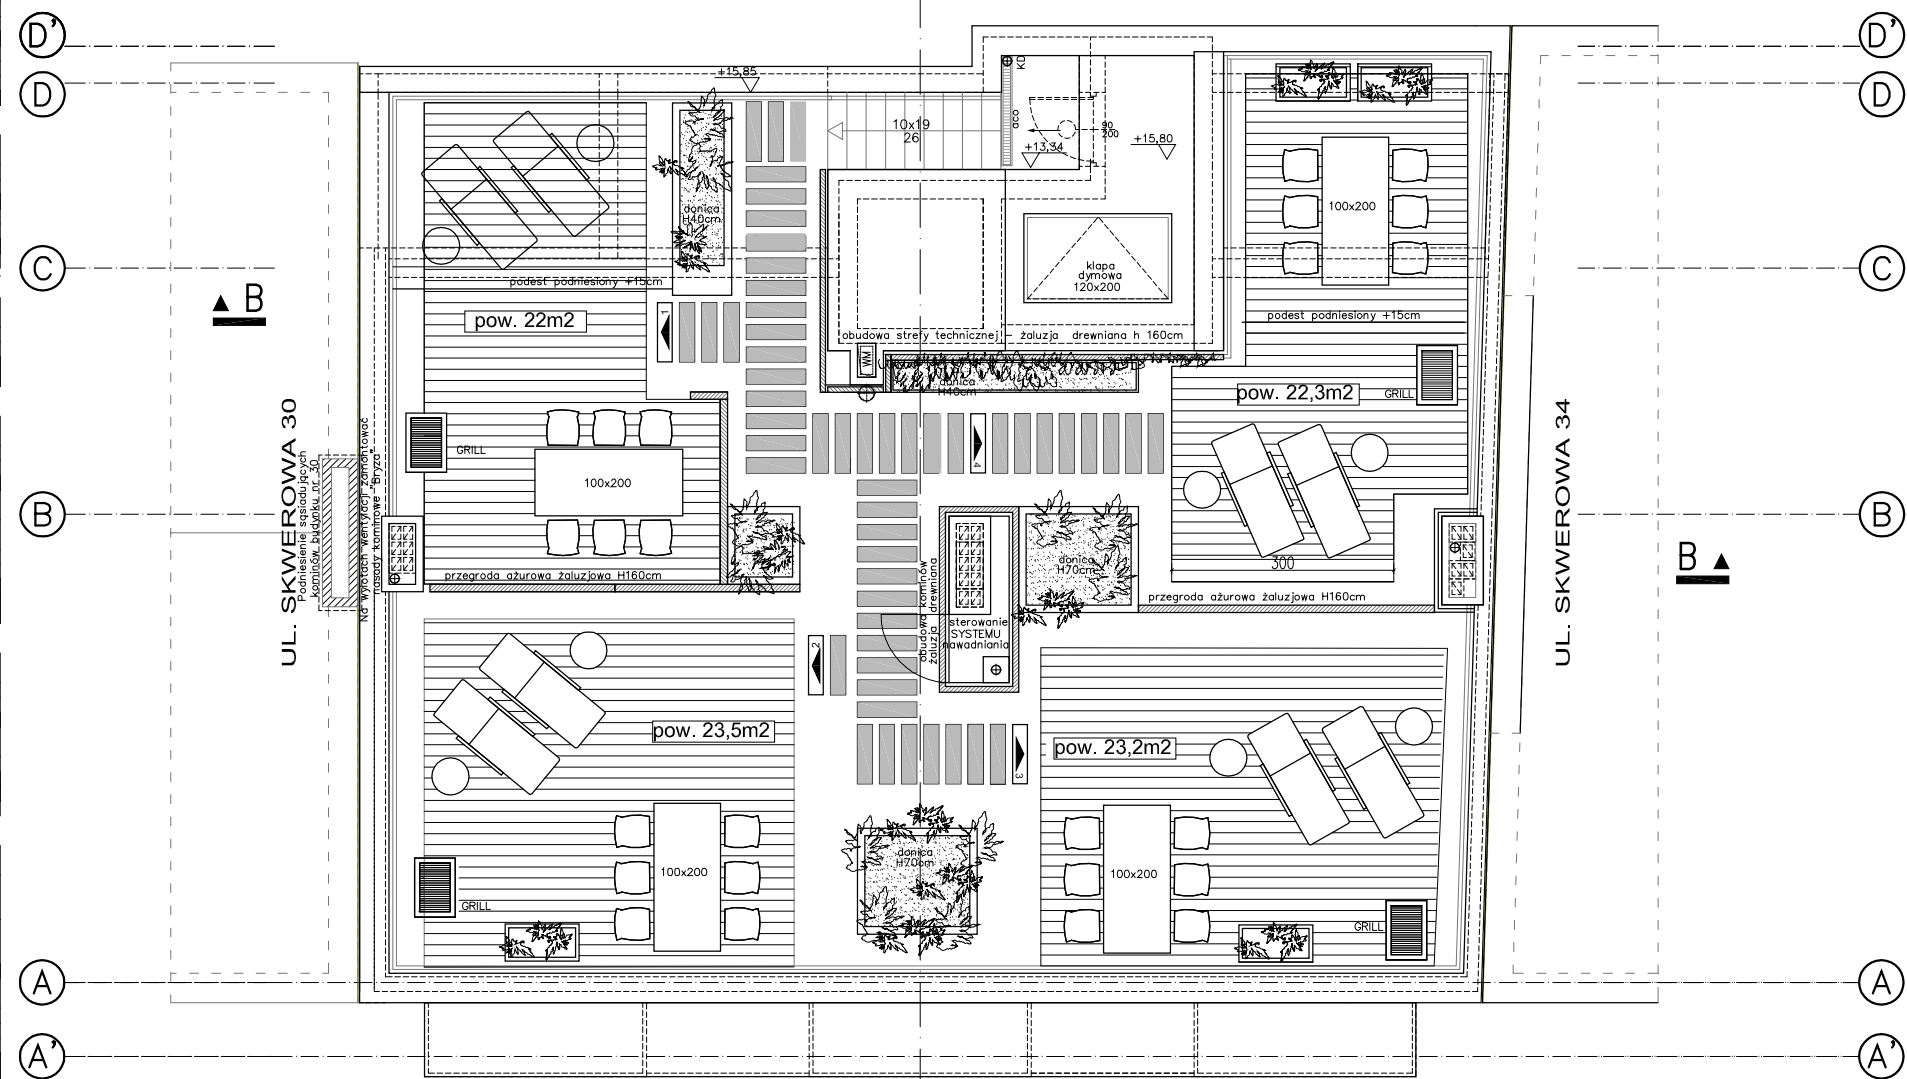 D'
D'
D
D
C
C
B
B
A
A
A'
A'
B
B
UL. SKWEROWA 30
Podniesienie sąsiadujących
kominów budynku nr 30
Na wylotach wentylacji zamontować
nasady kominowe "Bryza"
UL. SKWEROWA 34
+15,85
10x19
26
KD
aco
90
200
+13,34
+15,80
donica
H40cm
podest podniesiony +15cm
pow. 22m2
1
GRILL
100x200
przegroda ażurowa żaluzjowa H160cm
klapa
dymowa
120x200
obudowa strefy technicznej - żaluzja drewniana h 160cm
WM
donica
H40cm
4
100x200
podest podniesiony +15cm
pow. 22,3m2
GRILL
300
przegroda ażurowa żaluzjowa H160cm
donica
H70cm
obudowa kominów
żaluzja drewniana
sterowanie
SYSTEMU
nawadniania
2
pow. 23,5m2
100x200
GRILL
3
pow. 23,2m2
donica
H70cm
100x200
GRILL